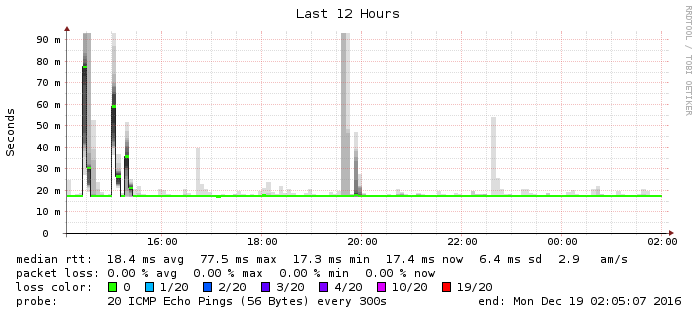 Last 12 Hours
RRDTOOL / TOBI OETIKER
Seconds
90 m
80 m
70 m
60 m
50 m
40 m
30 m
20 m
10 m
0
16:00 18:00 20:00 22:00 00:00 02:00
median rtt: 18.4 ms avg 77.5 ms max 17.3 ms min 17.4 ms now 6.4 ms sd 2.9 am/s
packet loss: 0.00 % avg 0.00 % max 0.00 % min 0.00 % now
loss color: 0 1/20 2/20 3/20 4/20 10/20 19/20
probe: 20 ICMP Echo Pings (56 Bytes) every 300s end: Mon Dec 19 02:05:07 2016